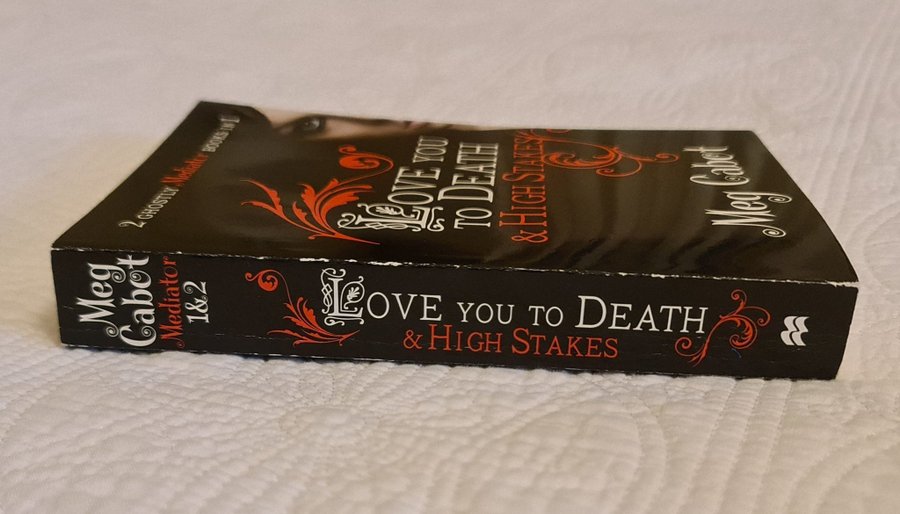 2 GHOSTLY Mediator BOOKS IN 1
LOVE YOU
TO DEATH
& HIGH STAKES
Meg Cabot
Meg
Cabot
Mediator
1&2
LOVE YOU TO DEATH
& HIGH STAKES